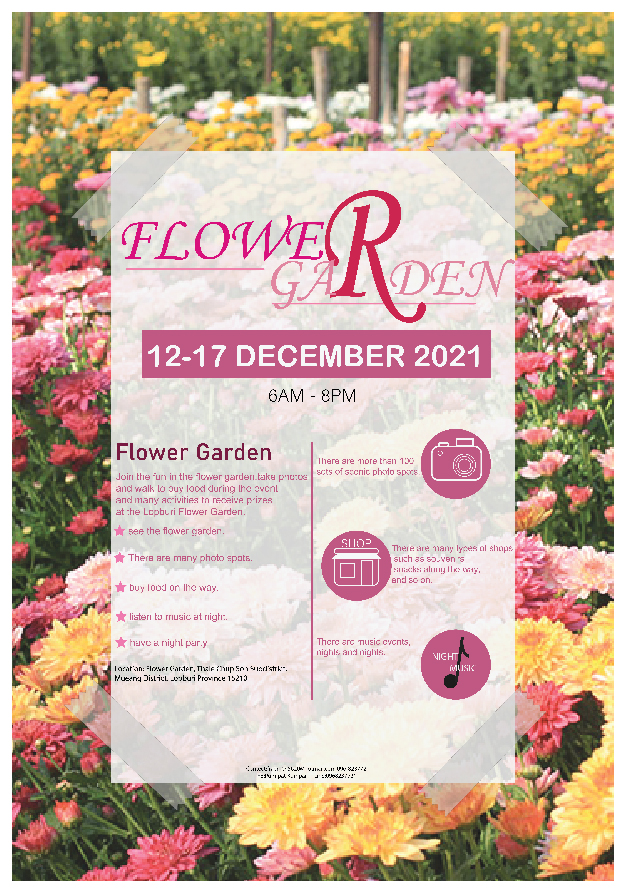 FLOWER
GARDEN
12-17 DECEMBER 2021
6AM - 8PM
Flower Garden
Join the fun in the flower garden,take photos
and walk to buy food during the event
and many activities to receive prizes
at the Lopburi Flower Garden.
see the flower garden.
There are many photo spots.
buy food on the way.
listen to music at night.
have a night party
Location: Flower Garden, Thale Chup Son Subdistrict,
Mueang District, Lopburi Province 15210
There are more than 100
sets of scenic photo spots
SHOP
There are many types of shops
such as souvenirs
snacks along the way,
and so on.
There are music events,
nights and nights.
NIGHT
MUSIC